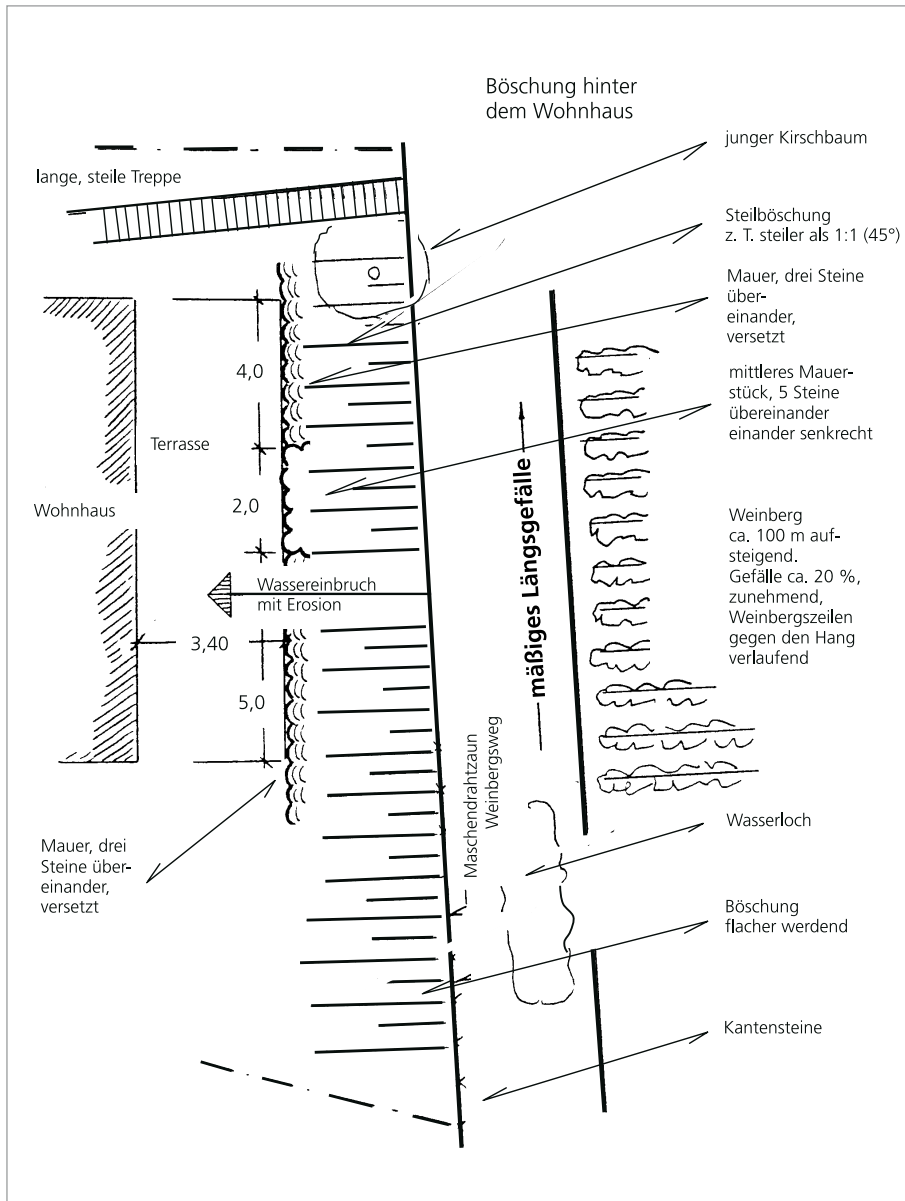 Böschung hinter
dem Wohnhaus
junger Kirschbaum
lange, steile Treppe
Steilböschung
z. T. steiler als 1:1 (45°)
Mauer, drei Steine
über-
einander,
versetzt
4,0
mittleres Mauer-
stück, 5 Steine
übereinander
einander senkrecht
Terrasse
2,0
Wohnhaus
mäßiges Längsgefälle
Weinberg
ca. 100 m auf-
steigend.
Gefälle ca. 20 %,
zunehmend,
Weinbergszeilen
gegen den Hang
verlaufend
Wassereinbruch
mit Erosion
3,40
5,0
Maschendrahtzaun
Weinbergsweg
Wasserloch
Mauer, drei
Steine über-
einander,
versetzt
Böschung
flacher werdend
Kantensteine